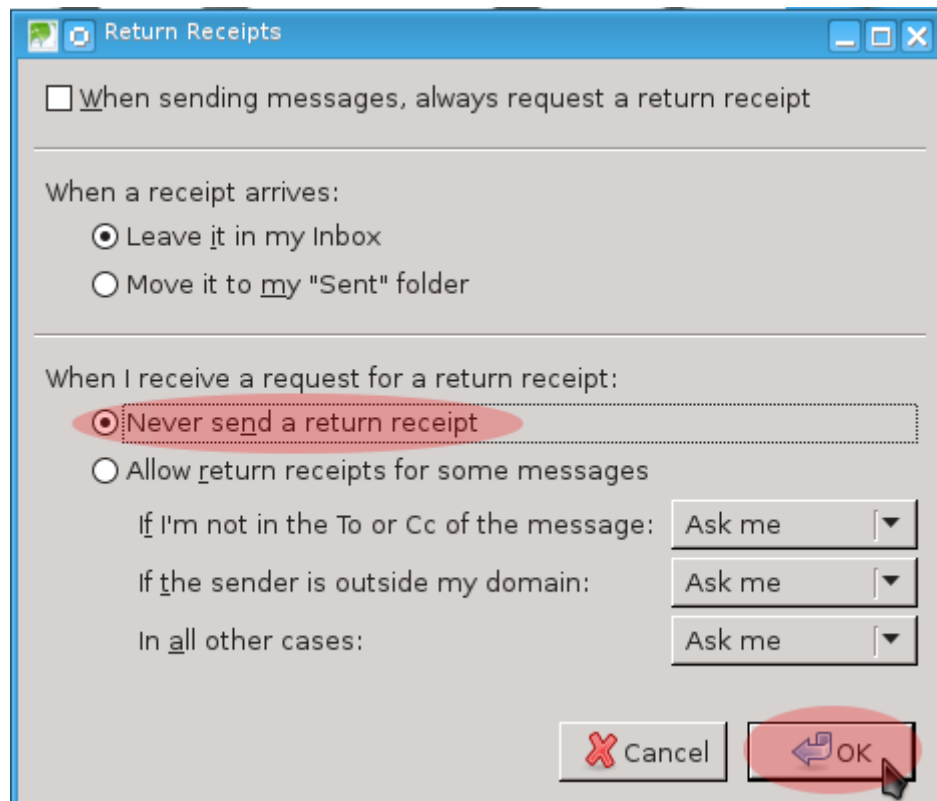 Return Receipts
When sending messages, always request a return receipt
When a receipt arrives:
Leave it in my Inbox
Move it to my "Sent" folder
When I receive a request for a return receipt:
Never send a return receipt
Allow return receipts for some messages
If I'm not in the To or Cc of the message: Ask me
If the sender is outside my domain: Ask me
In all other cases: Ask me
Cancel OK